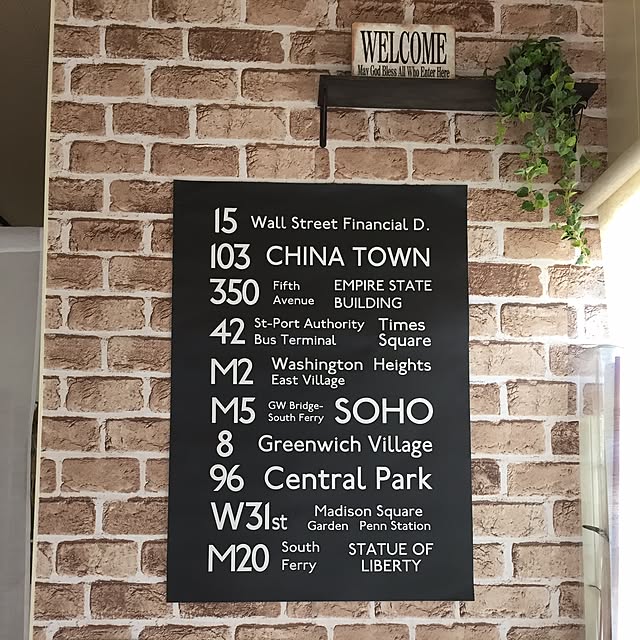 WELCOME
May God Bless All Who Enter Here
15 Wall Street Financial D.
103 CHINA TOWN
350 Fifth Avenue EMPIRE STATE BUILDING
42 St-Port Authority Bus Terminal Times Square
M2 Washington Heights East Village
M5 GW Bridge- South Ferry SOHO
8 Greenwich Village
96 Central Park
W31st Madison Square Garden Penn Station
M20 South Ferry STATUE OF LIBERTY